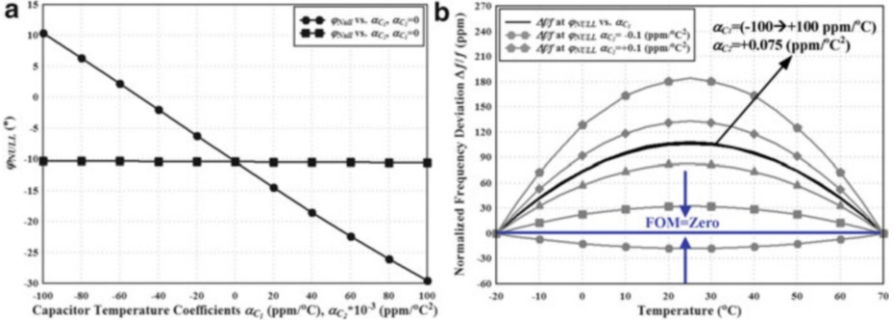 a
φNull vs. αC1, αC2=0
φNull vs. αC2, αC1=0
φNULL (°)
15
10
5
0
-5
-10
-15
-20
-25
-30
-100 -80 -60 -40 -20 0 20 40 60 80 100
Capacitor Temperature Coefficients αC1 (ppm/°C), αC2*10-3 (ppm/°C2)
b
Δf/f at φNULL vs. αC1
Δf/f at φNULL αC2= -0.1 (ppm/°C2)
Δf/f at φNULL αC2=+0.1 (ppm/°C2)
αC1=(-100→+100 ppm/°C)
αC2=+0.075 (ppm/°C2)
Normalized Frequency Deviation Δf/f (ppm)
270
240
210
180
150
120
90
60
30
0
-30
-60
FOM=Zero
-20 -10 0 10 20 30 40 50 60 70
Temperature (°C)